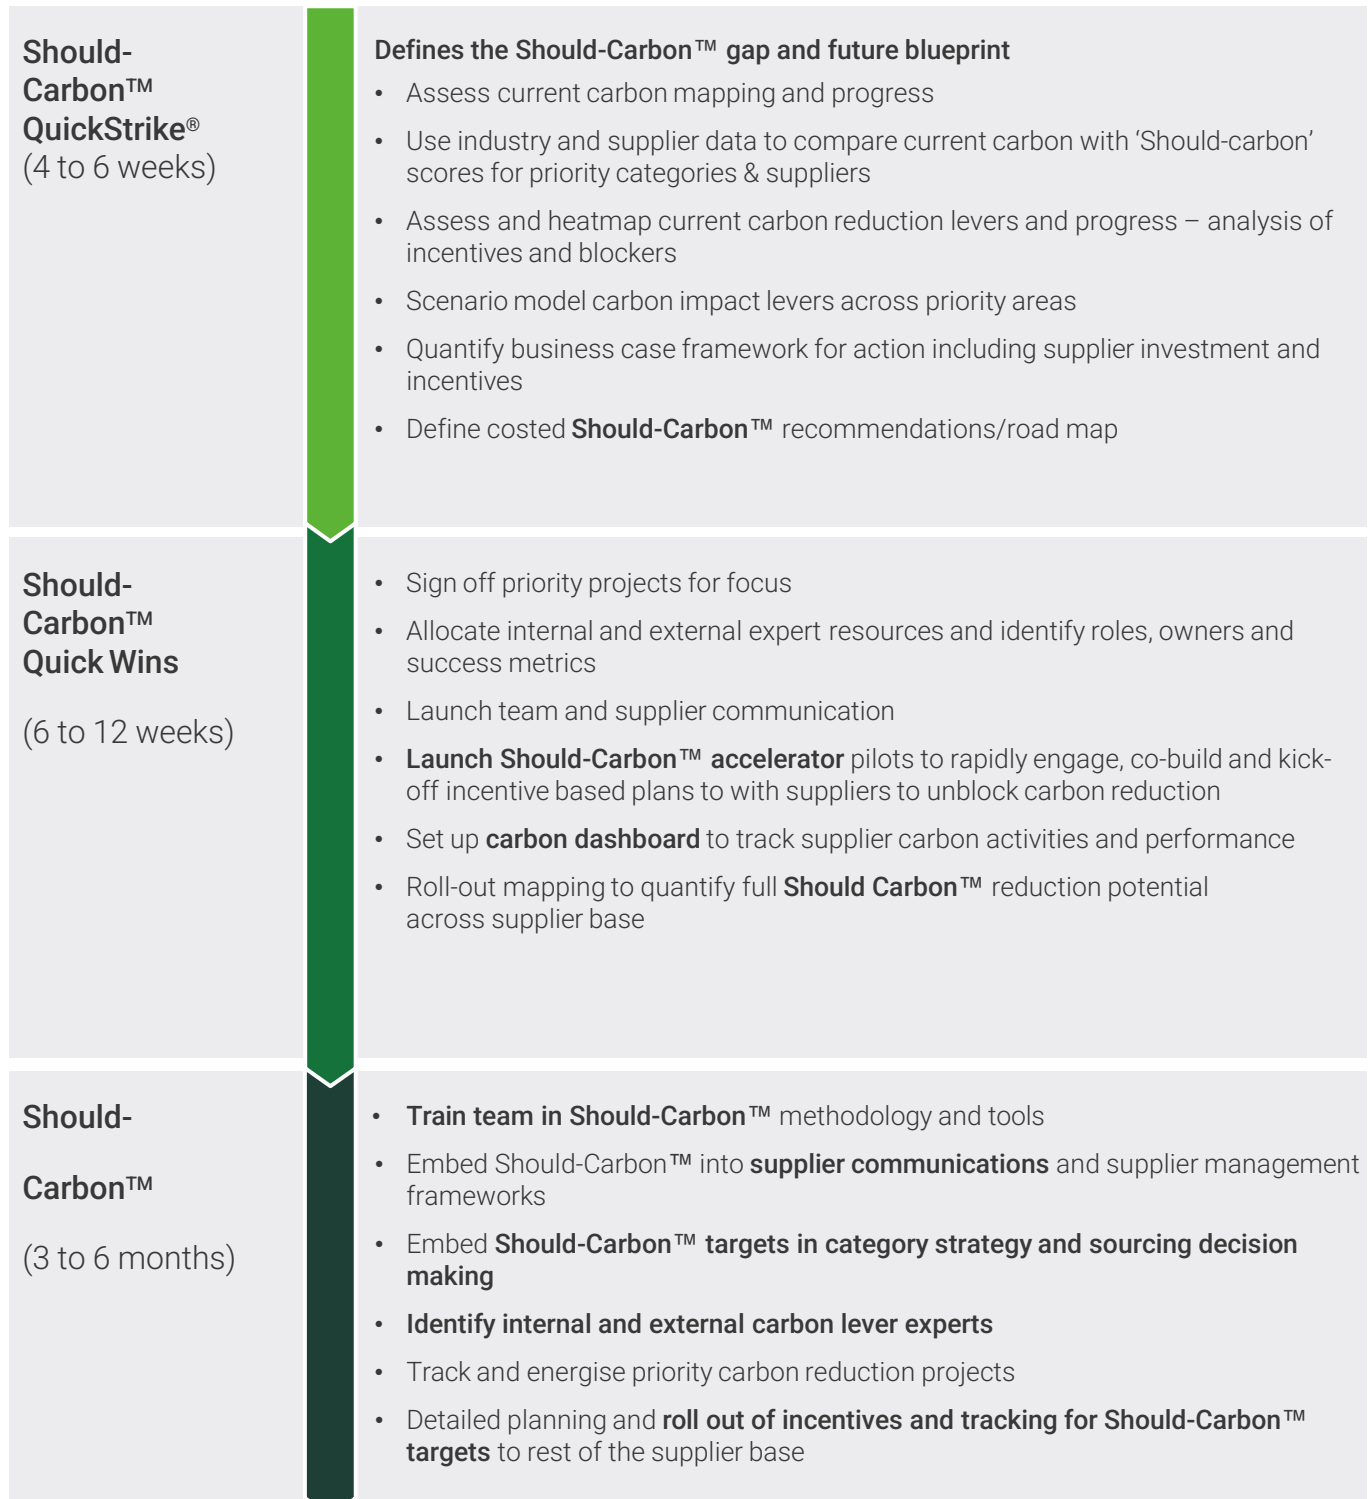 Should-
Carbon™
QuickStrike®
(4 to 6 weeks)
Defines the Should-Carbon™ gap and future blueprint
• Assess current carbon mapping and progress
• Use industry and supplier data to compare current carbon with ‘Should-carbon’
scores for priority categories & suppliers
• Assess and heatmap current carbon reduction levers and progress – analysis of
incentives and blockers
• Scenario model carbon impact levers across priority areas
• Quantify business case framework for action including supplier investment and
incentives
• Define costed Should-Carbon™ recommendations/road map
Should-
Carbon™
Quick Wins
(6 to 12 weeks)
• Sign off priority projects for focus
• Allocate internal and external expert resources and identify roles, owners and
success metrics
• Launch team and supplier communication
• Launch Should-Carbon™ accelerator pilots to rapidly engage, co-build and kick-
off incentive based plans to with suppliers to unblock carbon reduction
• Set up carbon dashboard to track supplier carbon activities and performance
• Roll-out mapping to quantify full Should Carbon™ reduction potential
across supplier base
Should-
Carbon™
(3 to 6 months)
• Train team in Should-Carbon™ methodology and tools
• Embed Should-Carbon™ into supplier communications and supplier management
frameworks
• Embed Should-Carbon™ targets in category strategy and sourcing decision
making
• Identify internal and external carbon lever experts
• Track and energise priority carbon reduction projects
• Detailed planning and roll out of incentives and tracking for Should-Carbon™
targets to rest of the supplier base